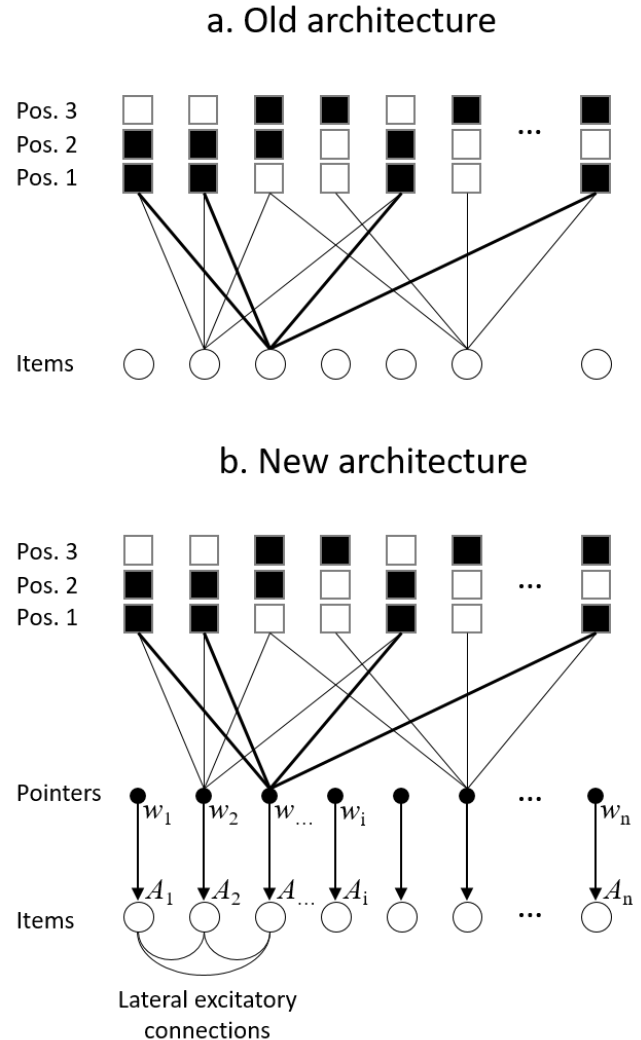 a. Old architecture
Pos. 3
Pos. 2
...
Pos. 1
Items
b. New architecture
Pos. 3
Pos. 2
...
Pos. 1
Pointers
...
w1 w2 w... wi wn
A1 A2 A... Ai An
Items
...
Lateral excitatory
connections